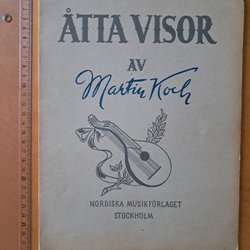 ÅTTA VISOR
AV
Martin Koch
NORDISKA MUSIKFÖRLAGET
STOCKHOLM